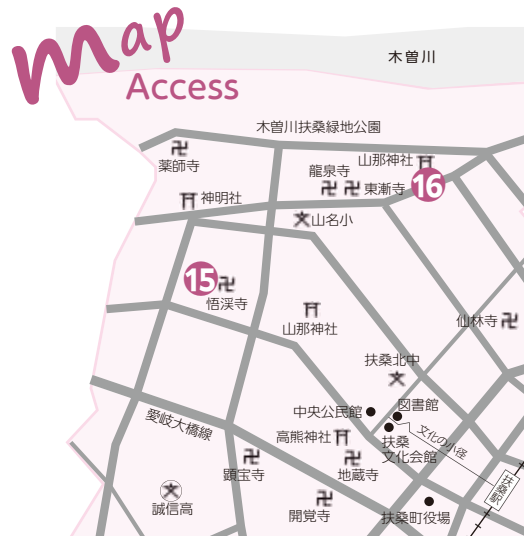 map
Access
木曽川
木曽川扶桑緑地公園
薬師寺
山那神社
龍泉寺
東漸寺
16
神明社
山名小
15
悟渓寺
山那神社
仙林寺
扶桑北中
中央公民館
図書館
扶桑
文化会館
文化の小径
愛岐大橋線
高熊神社
顕宝寺
地蔵寺
扶桑駅
誠信高
開覚寺
扶桑町役場